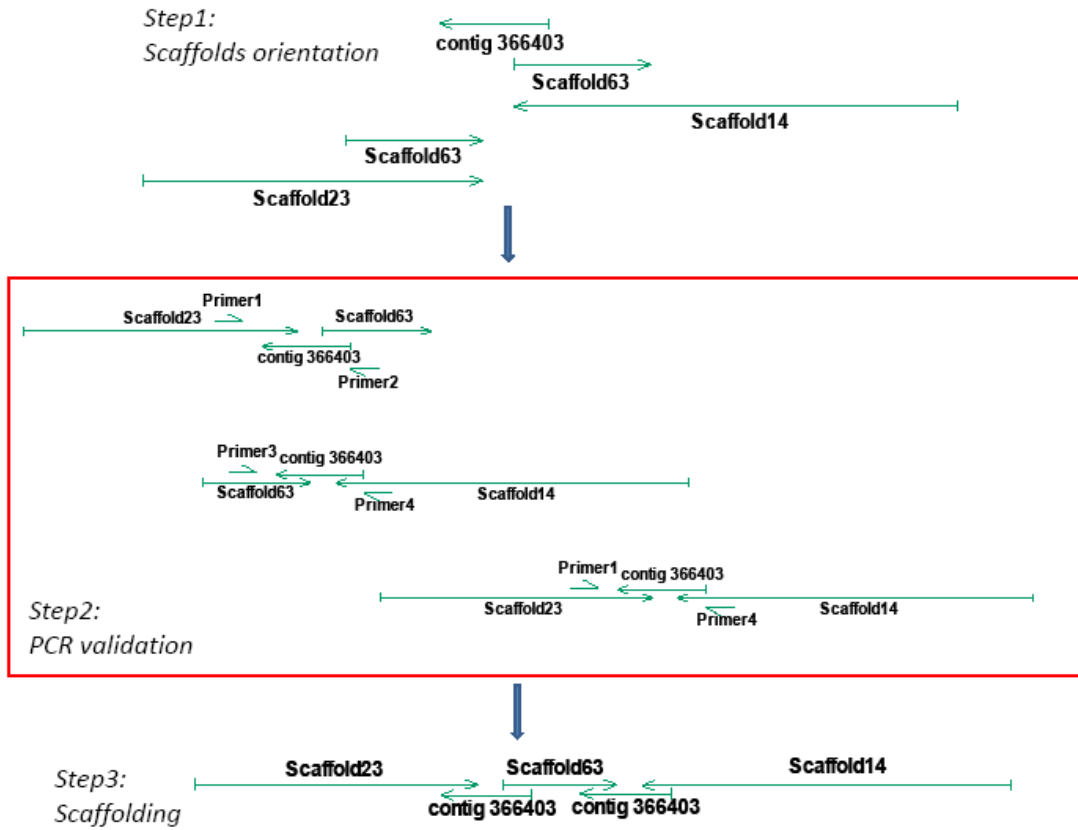 Step1:
Scaffolds orientation
contig 366403
Scaffold63
Scaffold14
Scaffold63
Scaffold23
Primer1
Scaffold23
Scaffold63
contig 366403
Primer2
Primer3
contig 366403
Scaffold63
Scaffold14
Primer4
Primer1
contig 366403
Scaffold23
Scaffold14
Primer4
Step2:
PCR validation
Step3:
Scaffolding
Scaffold23
Scaffold63
Scaffold14
contig 366403
contig 366403